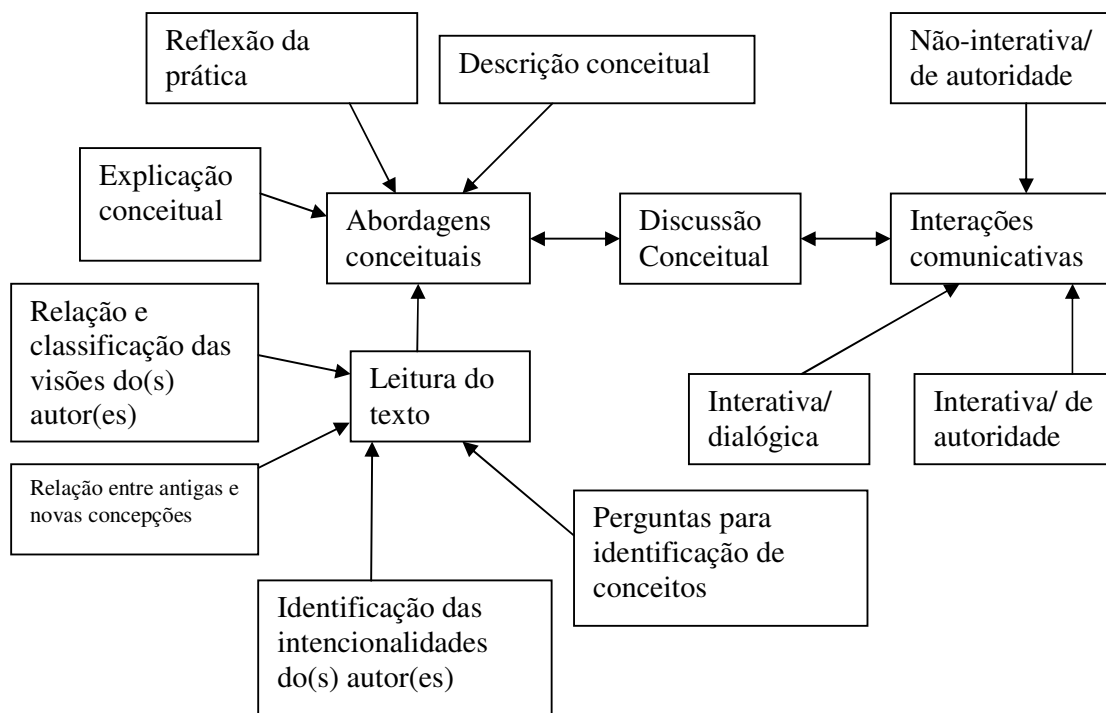 Reflexão da
prática
Descrição conceitual
Não-interativa/
de autoridade
Explicação
conceitual
Abordagens
conceituais
Discussão
Conceitual
Interações
comunicativas
Relação e
classificação das
visões do(s)
autor(es)
Leitura do
texto
Interativa/
dialógica
Interativa/ de
autoridade
Relação entre antigas e
novas concepções
Perguntas para
identificação de
conceitos
Identificação das
intencionalidades
do(s) autor(es)